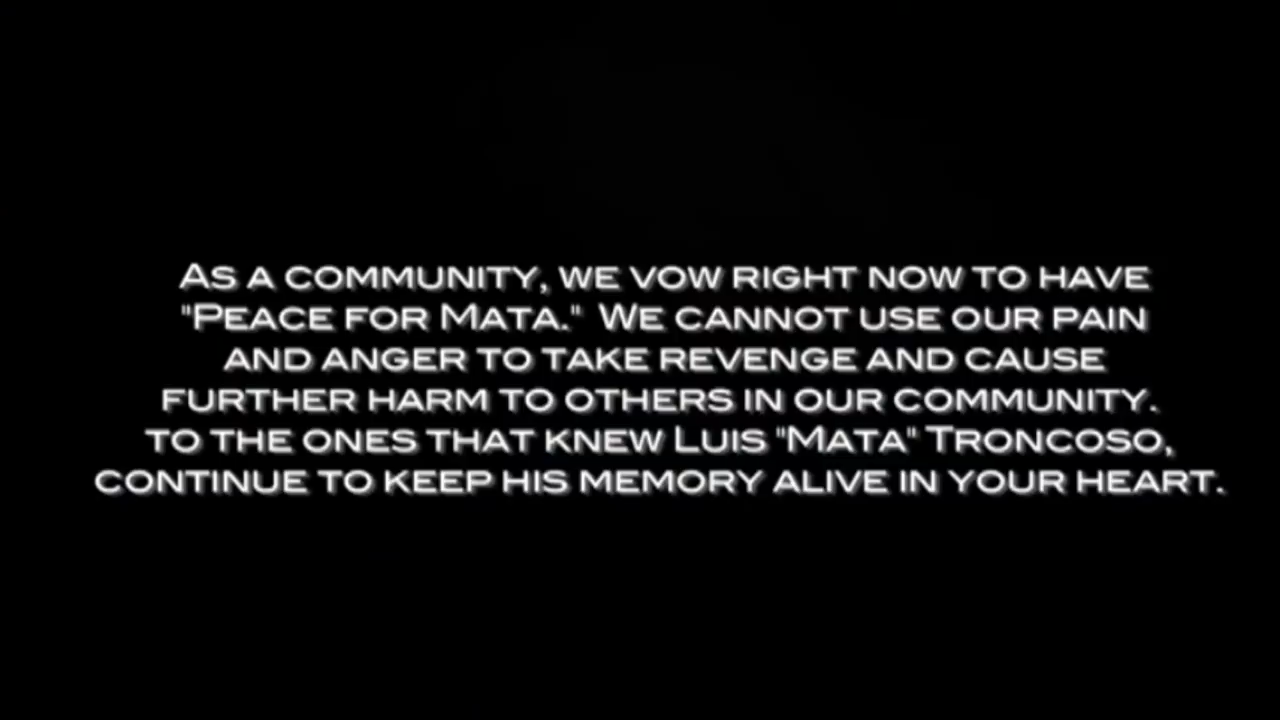 As a community, we vow right now to have
"Peace for Mata."  We cannot use our pain
and anger to take revenge and cause
further harm to others in our community.
to the ones that knew Luis "Mata" Troncoso,
continue to keep his memory alive in your heart.